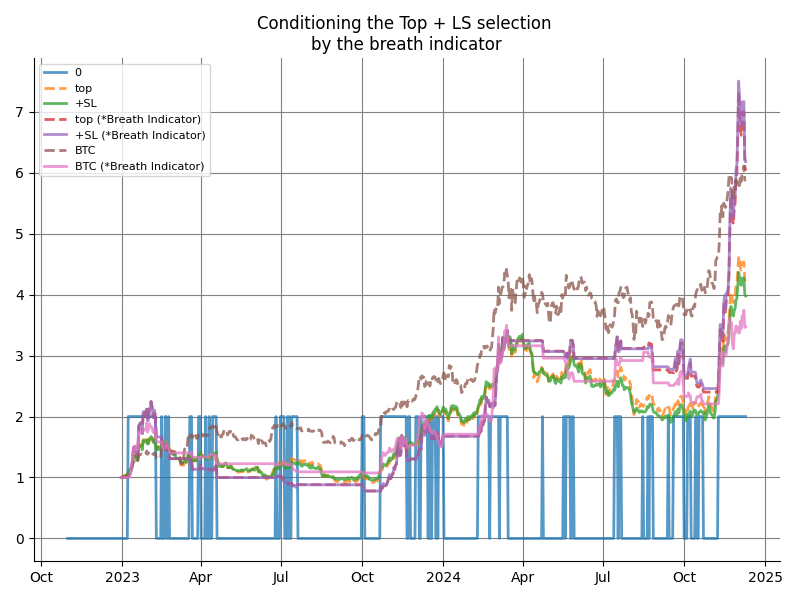 Conditioning the Top + LS selection
by the breath indicator
0
top
+SL
top (*Breath Indicator)
+SL (*Breath Indicator)
BTC
BTC (*Breath Indicator)
7
6
5
4
3
2
1
0
Oct
2023
Apr
Jul
Oct
2024
Apr
Jul
Oct
2025